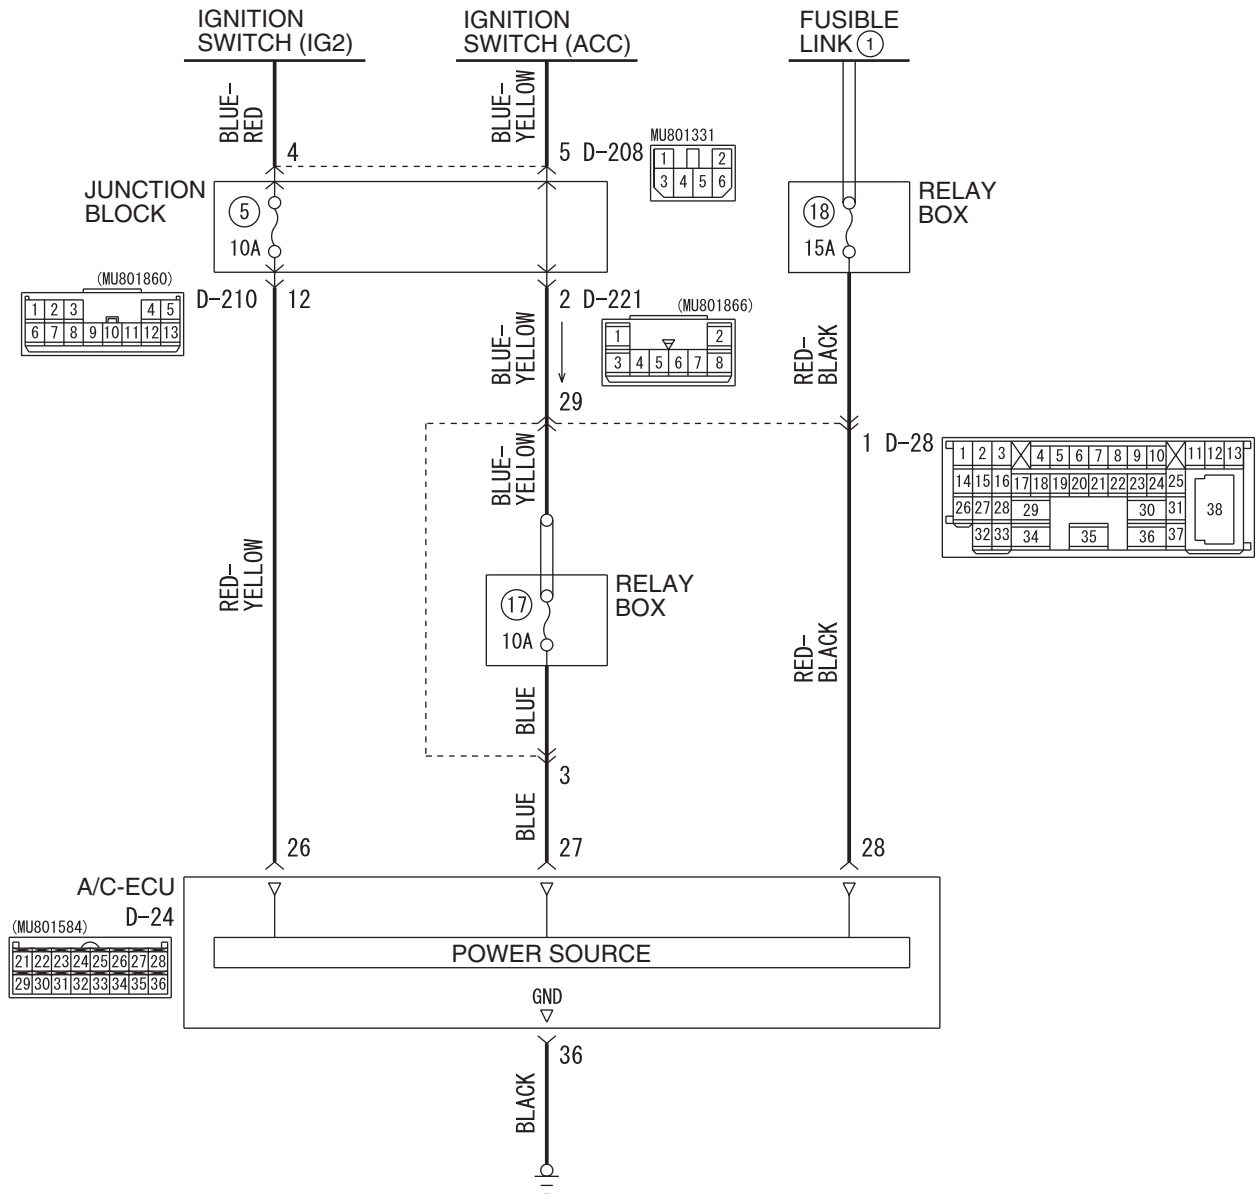 IGNITION
SWITCH (IG2)
IGNITION
SWITCH (ACC)
FUSIBLE
LINK 1
BLUE-
RED
BLUE-
YELLOW
4
5 D-208
MU801331
1 2
3 4 5 6
JUNCTION
BLOCK
5
10A
18
15A
RELAY
BOX
(MU801860)
1 2 3 4 5
6 7 8 9 10 11 12 13
D-210 12
2 D-221
(MU801866)
1 2
3 4 5 6 7 8
BLUE-
YELLOW
29
RED-
BLACK
1 D-28
1 2 3 4 5 6 7 8 9 10 11 12 13
14 15 16 17 18 19 20 21 22 23 24 25
26 27 28 29 30 31 38
32 33 34 35 36 37
BLUE-
YELLOW
RED-
YELLOW
17
10A
RELAY
BOX
RED-
BLACK
BLUE
3
BLUE
26
27
28
A/C-ECU
D-24
(MU801584)
21 22 23 24 25 26 27 28
29 30 31 32 33 34 35 36
POWER SOURCE
GND
36
BLACK